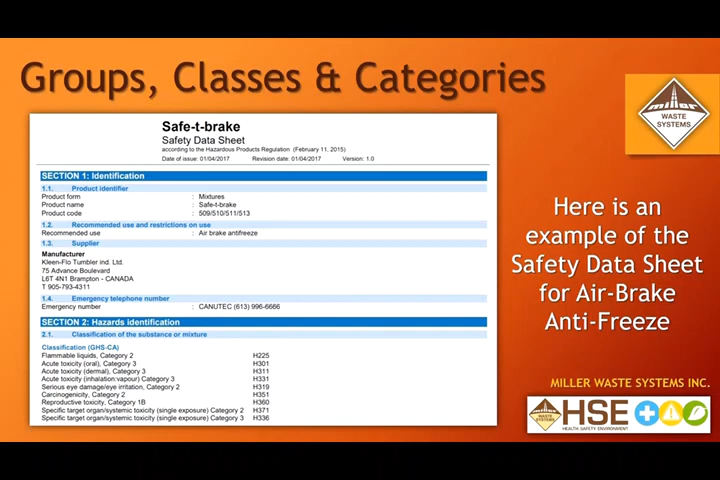 Groups, Classes & Categories
miller
WASTE
SYSTEMS
Safe-t-brake
Safety Data Sheet
according to the Hazardous Products Regulation (February 11, 2015)
Date of issue: 01/04/2017 Revision date: 01/04/2017 Version: 1.0
SECTION 1: Identification
1.1. Product identifier
Product form : Mixtures
Product name : Safe-t-brake
Product code : 509/510/511/513
1.2. Recommended use and restrictions on use
Recommended use : Air brake antifreeze
1.3. Supplier
Manufacturer
Kleen-Flo Tumbler ind. Ltd.
75 Advance Boulevard
L6T 4N1 Brampton - CANADA
T 905-793-4311
1.4. Emergency telephone number
Emergency number : CANUTEC (613) 996-6666
SECTION 2: Hazards identification
2.1. Classification of the substance or mixture
Classification (GHS-CA)
Flammable liquids, Category 2 H225
Acute toxicity (oral), Category 3 H301
Acute toxicity (dermal), Category 3 H311
Acute toxicity (inhalation:vapour) Category 3 H331
Serious eye damage/eye irritation, Category 2 H319
Carcinogenicity, Category 2 H351
Reproductive toxicity, Category 1B H360
Specific target organ/systemic toxicity (single exposure) Category 2 H371
Specific target organ/systemic toxicity (single exposure) Category 3 H336
Here is an
example of the
Safety Data Sheet
for Air-Brake
Anti-Freeze
MILLER WASTE SYSTEMS INC.
WASTE
SYSTEMS
HSE
HEALTH SAFETY ENVIRONMENT